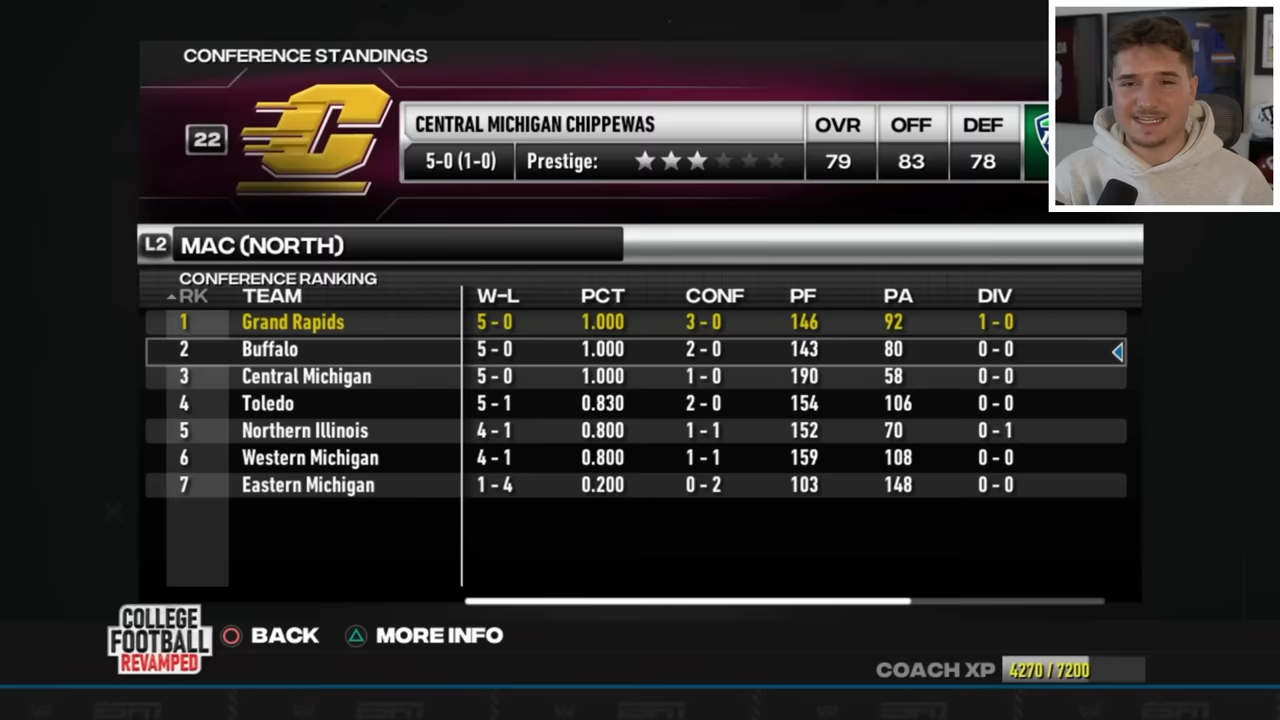 CONFERENCE STANDINGS
22
CENTRAL MICHIGAN CHIPPEWAS OVR OFF DEF
5-0 (1-0) Prestige: 79 83 78
L2 MAC (NORTH)
CONFERENCE RANKING
RK TEAM W-L PCT CONF PF PA DIV
1 Grand Rapids 5 - 0 1.000 3 - 0 146 92 1 - 0
2 Buffalo 5 - 0 1.000 2 - 0 143 80 0 - 0
3 Central Michigan 5 - 0 1.000 1 - 0 190 58 0 - 0
4 Toledo 5 - 1 0.830 2 - 0 154 106 0 - 0
5 Northern Illinois 4 - 1 0.800 1 - 1 152 70 0 - 1
6 Western Michigan 4 - 1 0.800 1 - 1 159 108 0 - 0
7 Eastern Michigan 1 - 4 0.200 0 - 2 103 148 0 - 0
COLLEGE
FOOTBALL
REVAMPED
BACK MORE INFO
COACH XP 4270 / 7200